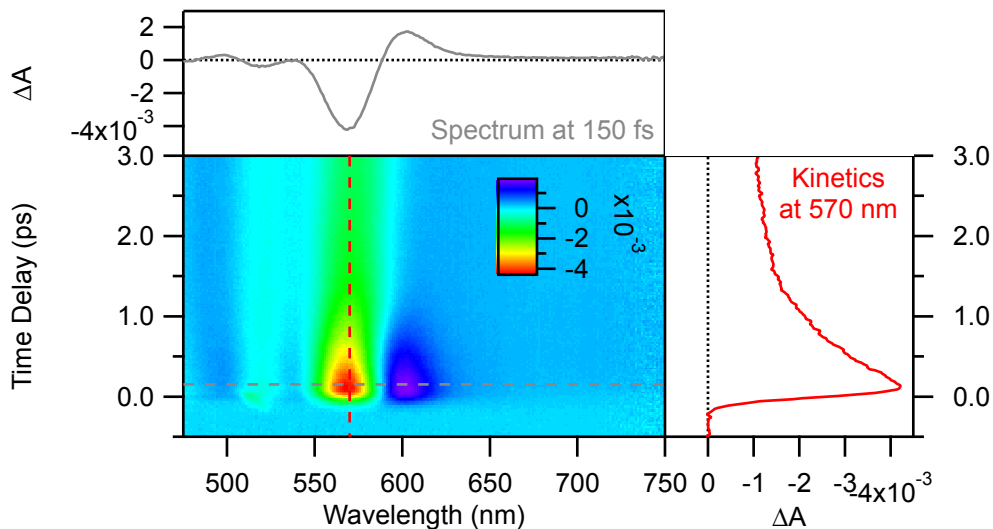 2
0
-2
-4x10⁻³
ΔA
Spectrum at 150 fs
3.0
2.0
1.0
0.0
Time Delay (ps)
0
-2
-4
x10⁻³
500
550
600
650
700
750
Wavelength (nm)
Kinetics
at 570 nm
3.0
2.0
1.0
0.0
0
-1
-2
-3
-4x10⁻³
ΔA